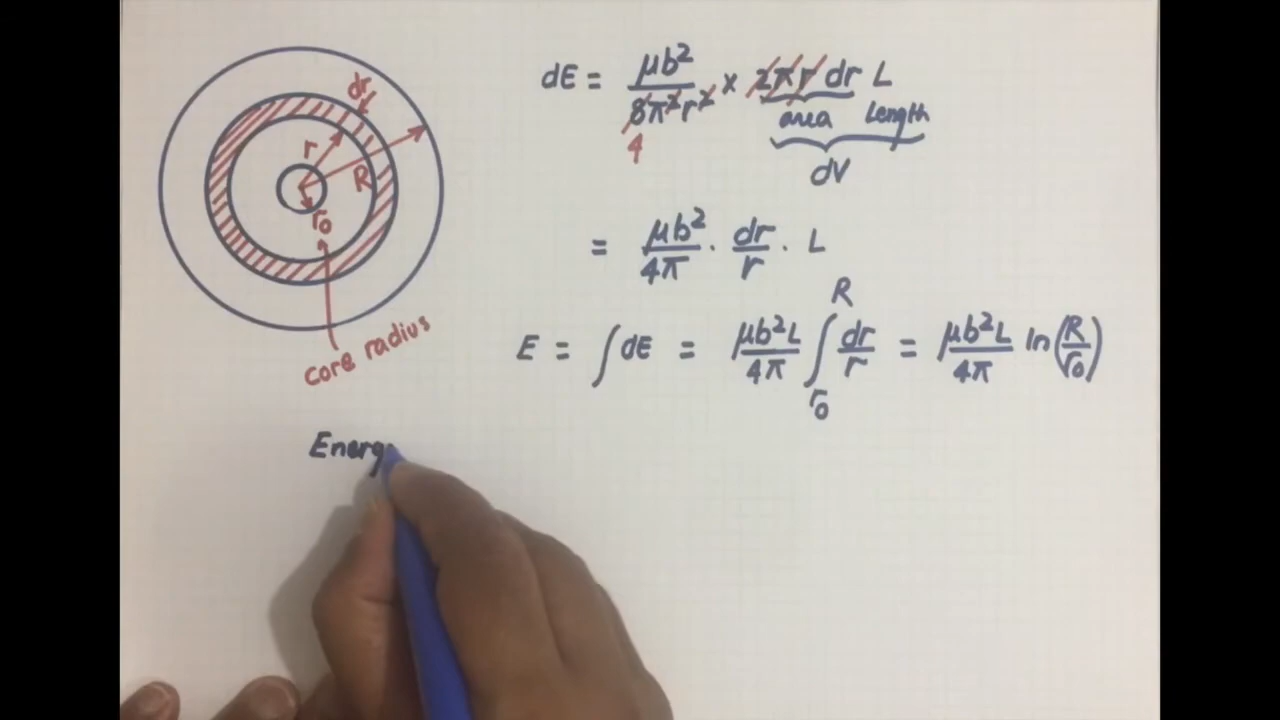 dr
r
R
r₀
core radius
dE = μb²/8π²r² × 2πr dr L
4
area length
dV
= μb²/4π · dr/r · L
E = ∫dE = μb²L/4π ∫_{r₀}^{R} dr/r = μb²L/4π ln(R/r₀)
Energ